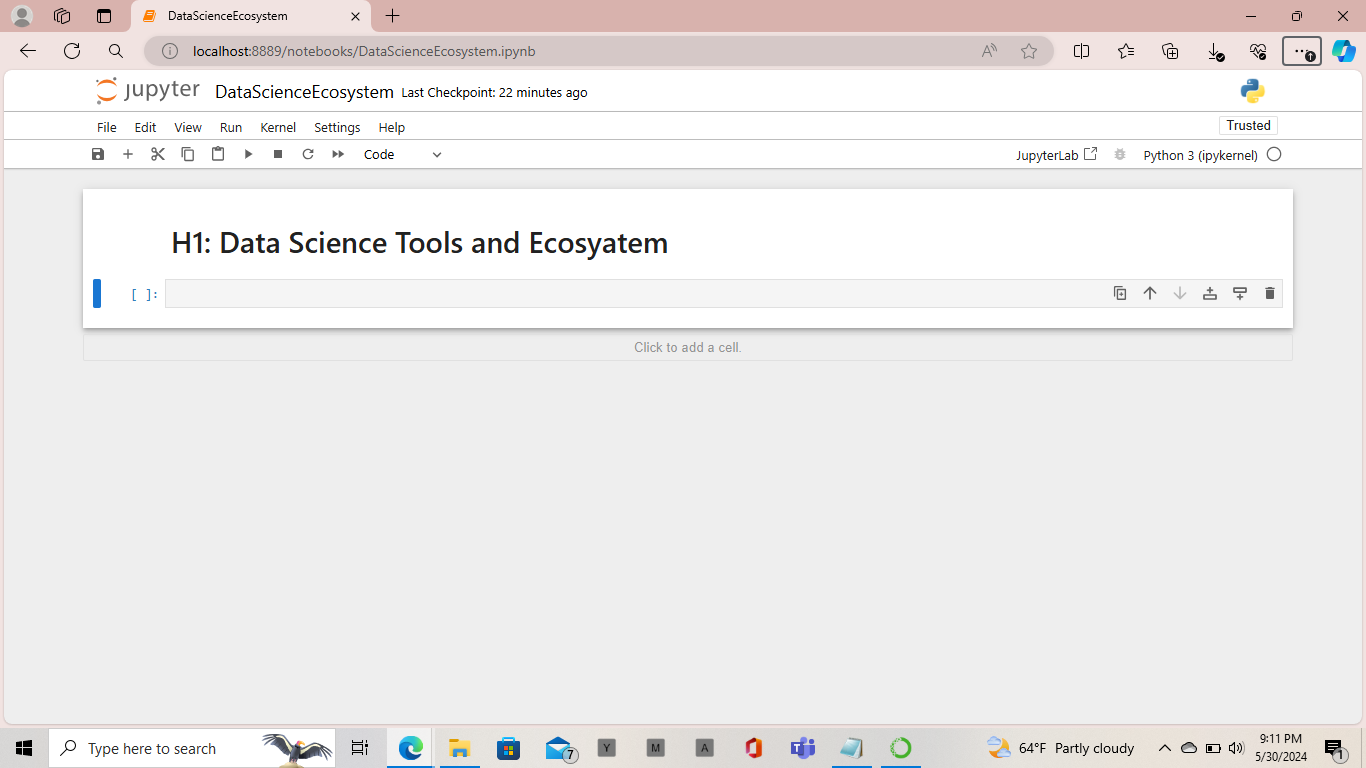 DataScienceEcosystem
localhost:8889/notebooks/DataScienceEcosystem.ipynb
jupyter DataScienceEcosystem Last Checkpoint: 22 minutes ago
File Edit View Run Kernel Settings Help
Trusted
Code
JupyterLab
Python 3 (ipykernel)
H1: Data Science Tools and Ecosyatem
[ ]:
Click to add a cell.
Type here to search
7
Y
M
A
64°F Partly cloudy
9:11 PM
5/30/2024
1